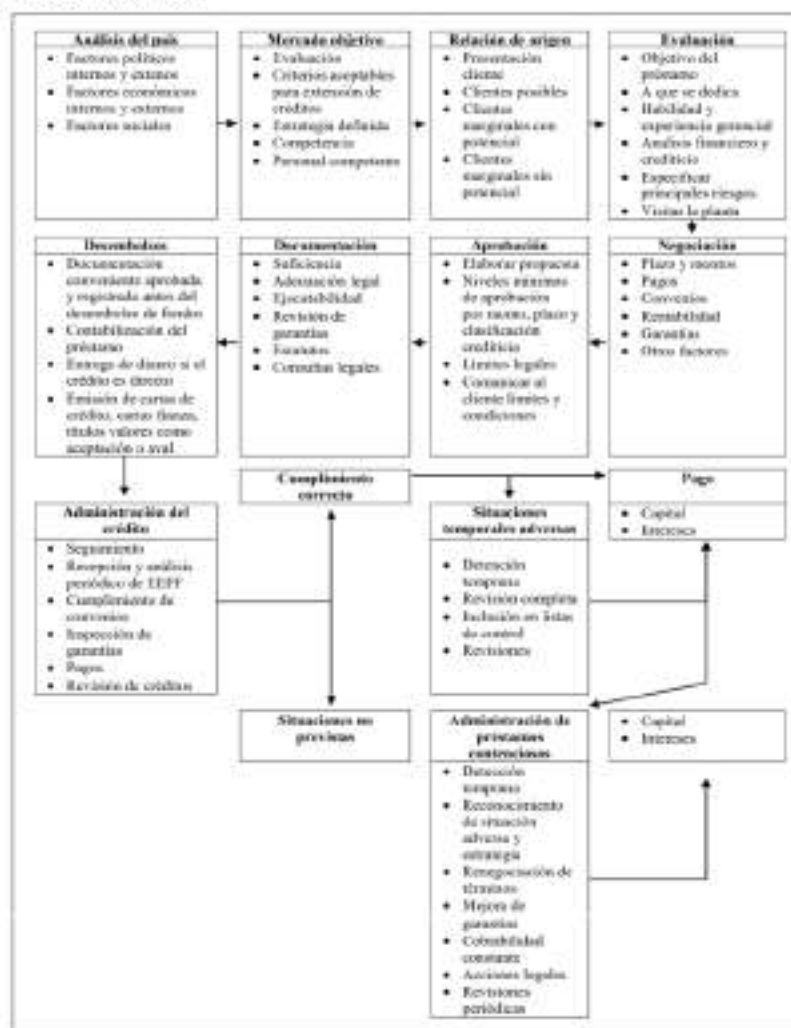 Análisis del país
• Factores políticos
internos y externos
• Factores económicos
internos y externos
• Factores sociales
Mercado objetivo
• Evaluación
• Criterios aceptables
para extensión de
créditos
• Estrategia definida
• Competencia
• Personal competente
Relación de origen
• Presentación
cliente
• Clientes posibles
• Clientes
marginales con
potencial
• Clientes
marginales sin
potencial
Evaluación
• Objetivo del
préstamo
• A que se dedica
• Habilidad y
experiencia gerencial
• Análisis financiero y
crediticio
• Especificar
principales riesgos
• Visitas la planta
Desembolsos
• Documentación
conveniente aprobada
y registrada antes del
desembolso de fondos
• Contabilización del
préstamo
• Entrega de dinero si el
crédito es directo
• Emisión de cartas de
crédito, cartas fianza,
títulos valores como
aceptación o aval
Documentación
• Suficiencia
• Adecuación legal
• Ejecutabilidad
• Revisión de
garantías
• Estatutos
• Consultas legales
Aprobación
• Elaborar propuesta
• Niveles mínimos
de aprobación
por monto, plazo y
clasificación
crediticia
• Límites legales
• Comunicar al
cliente límites y
condiciones
Negociación
• Plazo y montos
• Pagos
• Convenios
• Rentabilidad
• Garantías
• Otros factores
Cumplimiento
correcto
Pago
• Capital
• Intereses
Administración del
crédito
• Seguimiento
• Recepción y análisis
periódico de EEFF
• Cumplimiento de
convenios
• Inspección de
garantías
• Pagos
• Revisión de créditos
Situaciones
temporales adversas
• Detención
temprana
• Revisión completa
• Inclusión en listas
de control
• Revisiones
Situaciones no
previstas
Administración de
préstamos
contenciosos
• Detección
temprana
• Reconocimiento
de situación
adversa y
estrategia
• Renegociación de
términos
• Mejora de
garantías
• Cobrabilidad
constante
• Acciones legales
• Revisiones
periódicas
• Capital
• Intereses